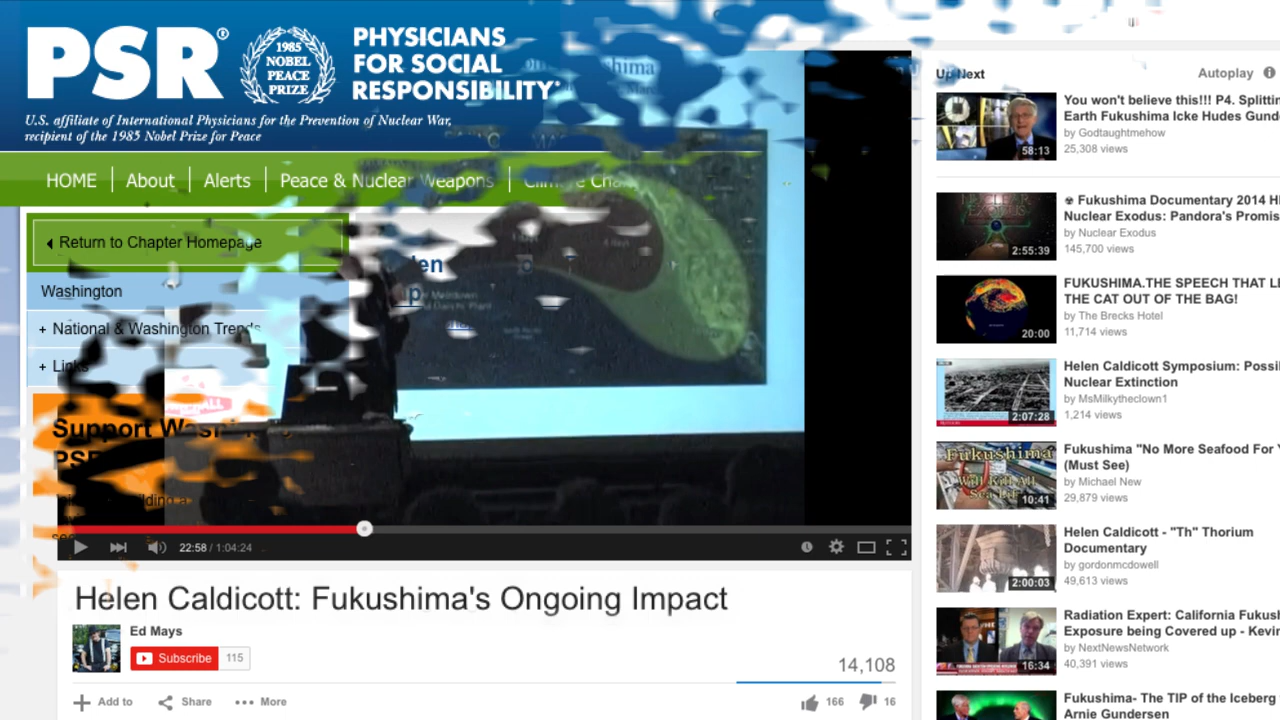 PSR®
1985
NOBEL
PEACE
PRIZE
PHYSICIANS
FOR SOCIAL
RESPONSIBILITY
U.S. affiliate of International Physicians for the Prevention of Nuclear War,
recipient of the 1985 Nobel Prize for Peace
HOME
About
Alerts
Peace & Nuclear Weapons
Return to Chapter Homepage
Washington
+ National & Washington Trends
+ Links
Support
22:58 / 1:04:24
Helen Caldicott: Fukushima's Ongoing Impact
Ed Mays
Subscribe 115
14,108
Add to
Share
More
166
16
Up Next
Autoplay
You won't believe this!!! P4.
Earth Fukushima Icke Hudes
by Godtaughtmehow
25,308 views
58:13
Fukushima Documentary 2014
Nuclear Exodus: Pandora's
by Nuclear Exodus
145,700 views
2:55:39
FUKUSHIMA.THE SPEECH THAT
THE CAT OUT OF THE BAG!
by The Brecks Hotel
11,714 views
20:00
Helen Caldicott Symposium:
Nuclear Extinction
by MsMilkytheclown1
1,214 views
2:07:28
Fukushima "No More Seafood For
(Must See)
by Michael New
29,879 views
Fukushima
Will Kill All
10:41
Helen Caldicott - "Th" Thorium
Documentary
by gordonmcdowell
49,613 views
2:00:03
Radiation Expert: California
Exposure being Covered up -
by NextNewsNetwork
40,391 views
16:34
Fukushima- The TIP of the Iceberg
Arnie Gundersen